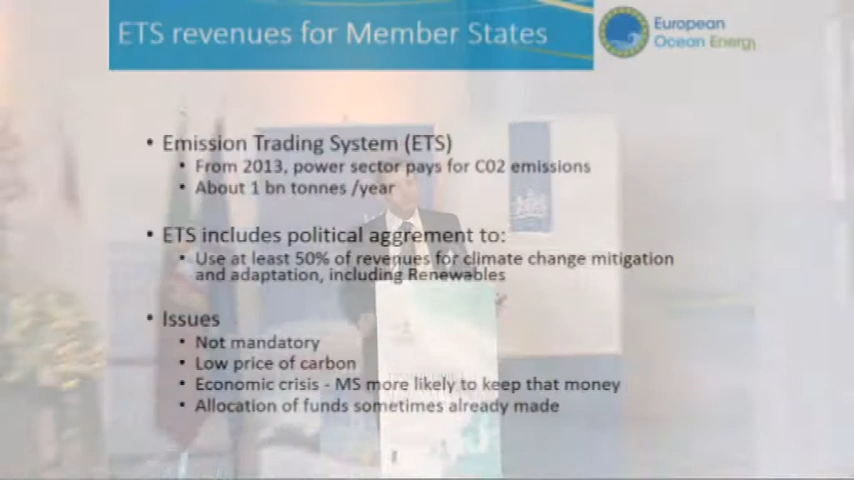 ETS revenues for Member States
European
Ocean Energy
• Emission Trading System (ETS)
• From 2013, power sector pays for C02 emissions
• About 1 bn tonnes /year
• ETS includes political aggrement to:
• Use at least 50% of revenues for climate change mitigation
and adaptation, including Renewables
• Issues
• Not mandatory
• Low price of carbon
• Economic crisis - MS more likely to keep that money
• Allocation of funds sometimes already made